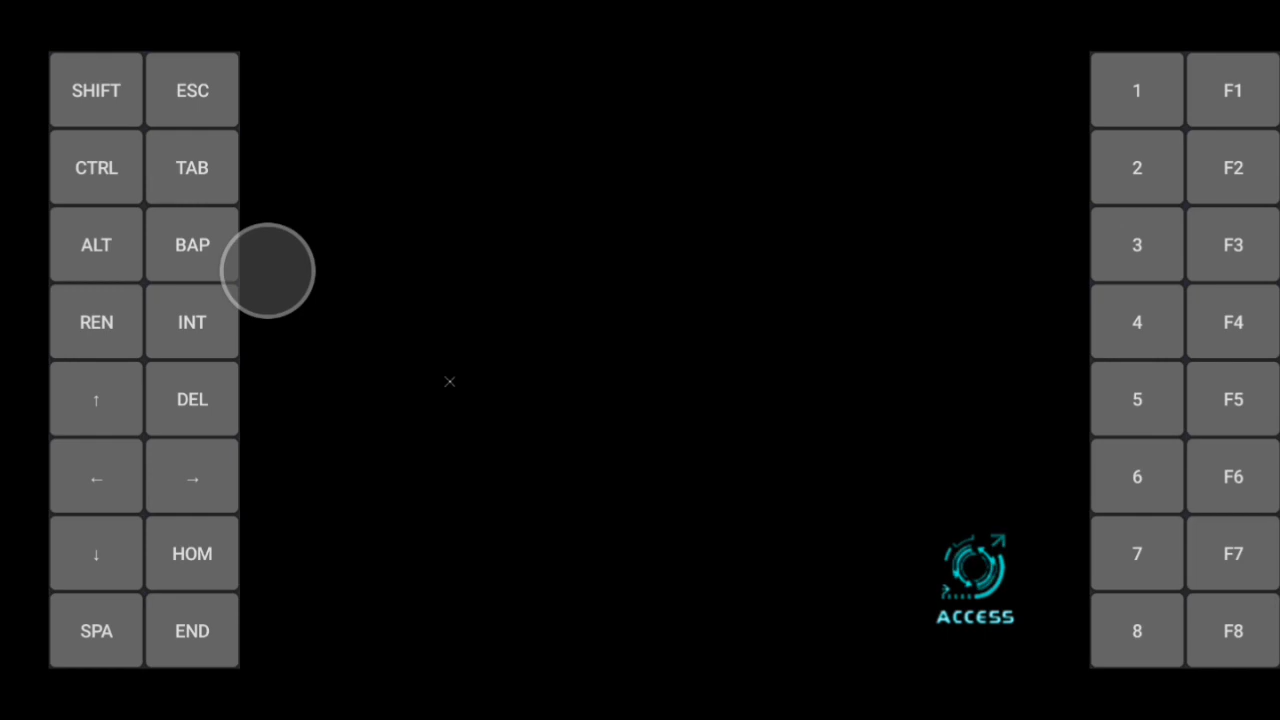 SHIFT ESC 1 F1
CTRL TAB 2 F2
ALT BAP 3 F3
REN INT 4 F4
↑ DEL 5 F5
← → 6 F6
↓ HOM 7 F7
ACCESS
SPA END 8 F8